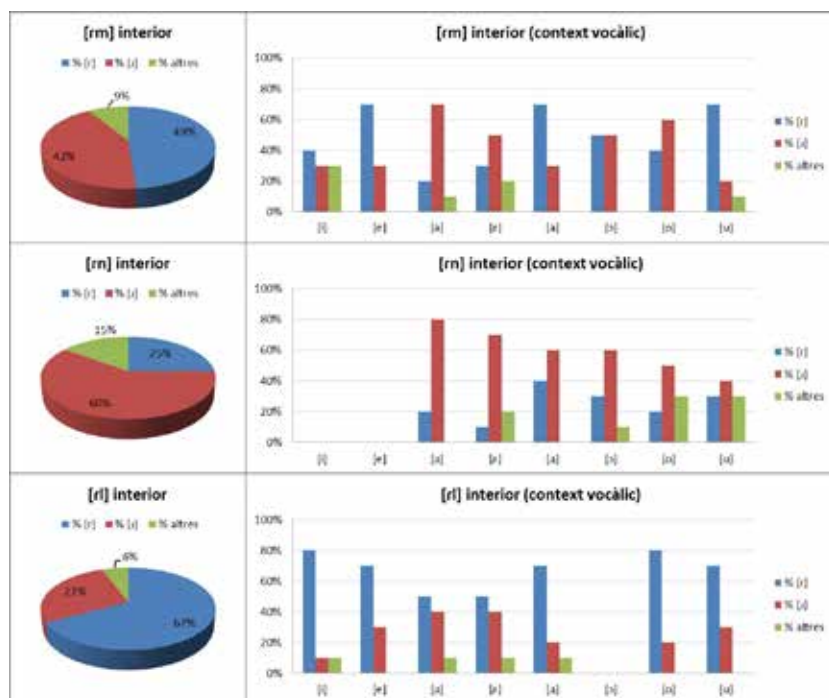 [rm] interior
% [r] % [ɹ] % altres
9%
49%
42%
[rm] interior (context vocàlic)
100%
80%
60%
40%
20%
0%
[i] [e] [a] [ɔ] [o] [u]
% [r]
% [ɹ]
% altres
[rn] interior
% [r] % [ɹ] % altres
15%
25%
60%
[rn] interior (context vocàlic)
100%
80%
60%
40%
20%
0%
[i] [e] [a] [ɔ] [o] [u]
% [r]
% [ɹ]
% altres
[rl] interior
% [r] % [ɹ] % altres
6%
27%
67%
[rl] interior (context vocàlic)
100%
80%
60%
40%
20%
0%
[i] [e] [a] [ɔ] [o] [u]
% [r]
% [ɹ]
% altres